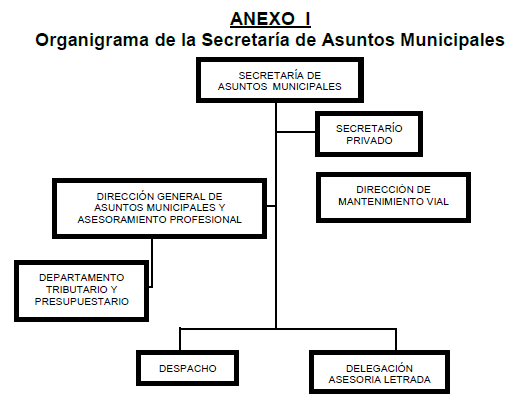 ANEXO I
Organigrama de la Secretaría de Asuntos Municipales
SECRETARÍA DE
ASUNTOS MUNICIPALES
SECRETARÍO
PRIVADO
DIRECCIÓN GENERAL DE
ASUNTOS MUNICIPALES Y
ASESORAMIENTO PROFESIONAL
DIRECCIÓN DE
MANTENIMIENTO VIAL
DEPARTAMENTO
TRIBUTARIO Y
PRESUPUESTARIO
DESPACHO
DELEGACIÓN
ASESORIA LETRADA